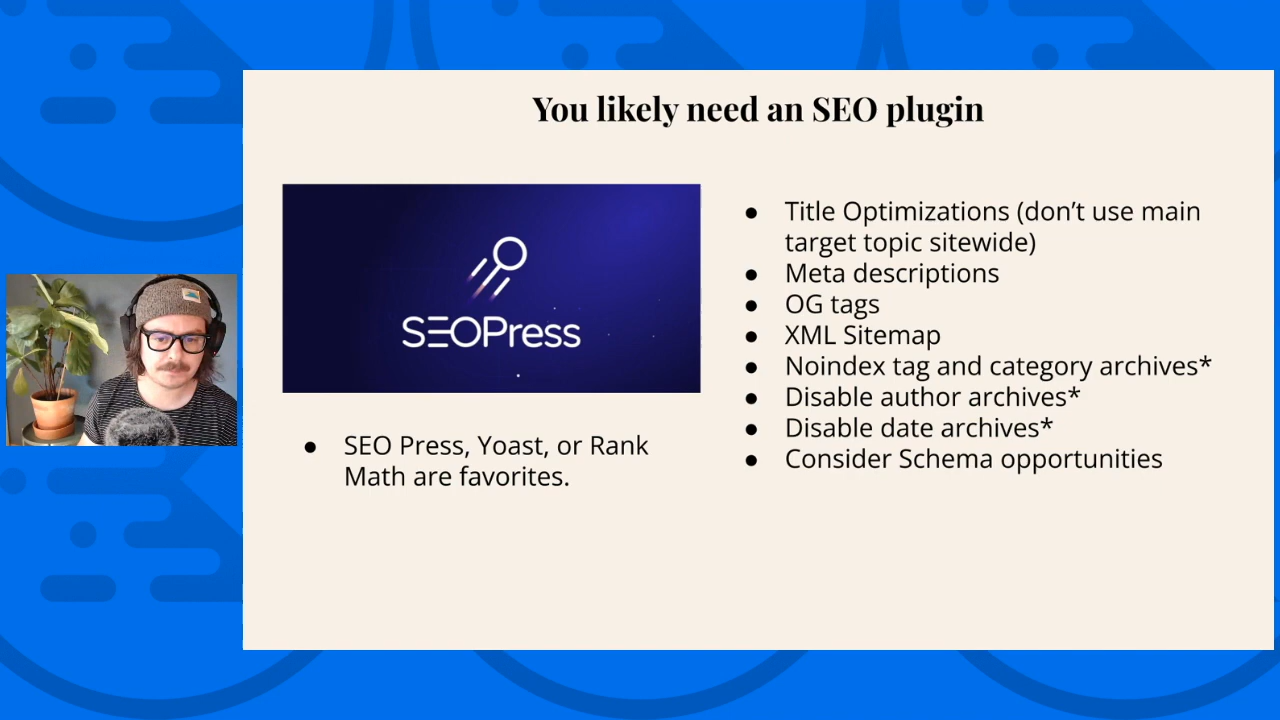 You likely need an SEO plugin
SEOPress
● SEO Press, Yoast, or Rank
Math are favorites.
● Title Optimizations (don’t use main
target topic sitewide)
● Meta descriptions
● OG tags
● XML Sitemap
● Noindex tag and category archives*
● Disable author archives*
● Disable date archives*
● Consider Schema opportunities